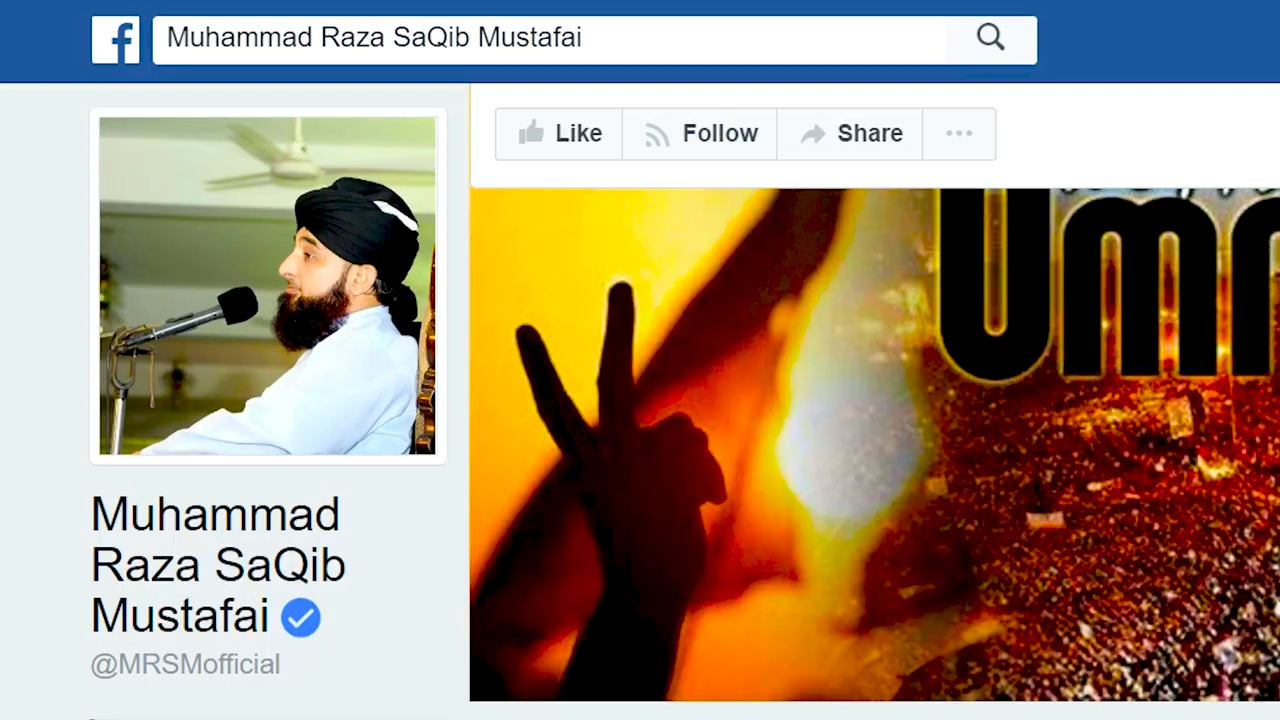 Muhammad Raza SaQib Mustafai
Like Follow Share
Muhammad
Raza SaQib
Mustafai
@MRSMofficial